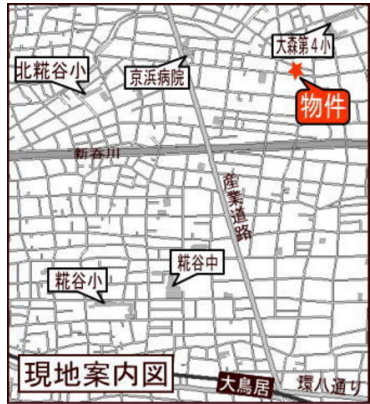 大森第4小
北糀谷小
京浜病院
物件
新呑川
産業道路
糀谷中
糀谷小
現地案内図
大鳥居
環八通り